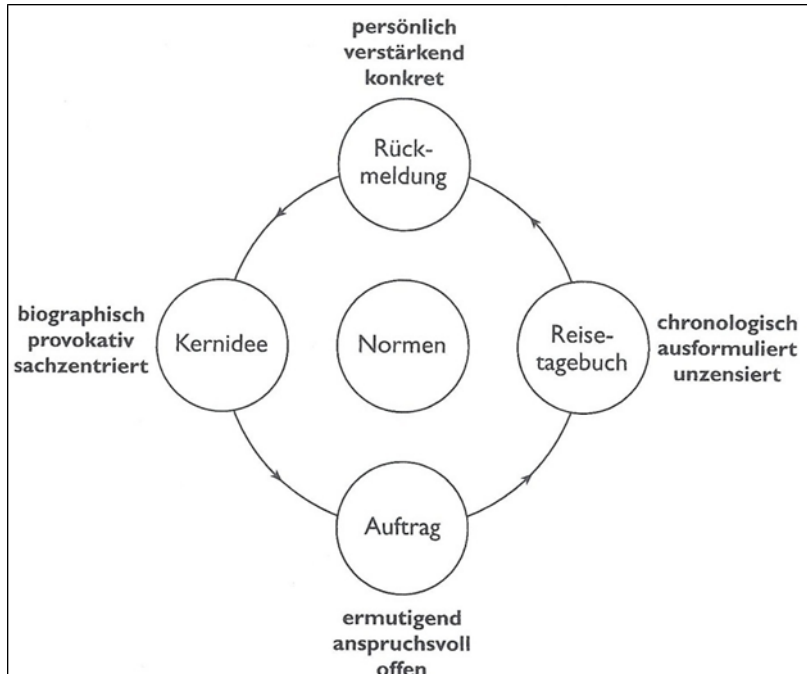 persönlich
verstärkend
konkret
Rück-
meldung
biographisch
provokativ
sachzentriert
Kernidee
Normen
Reise-
tagebuch
chronologisch
ausformuliert
unzensiert
Auftrag
ermutigend
anspruchsvoll
offen